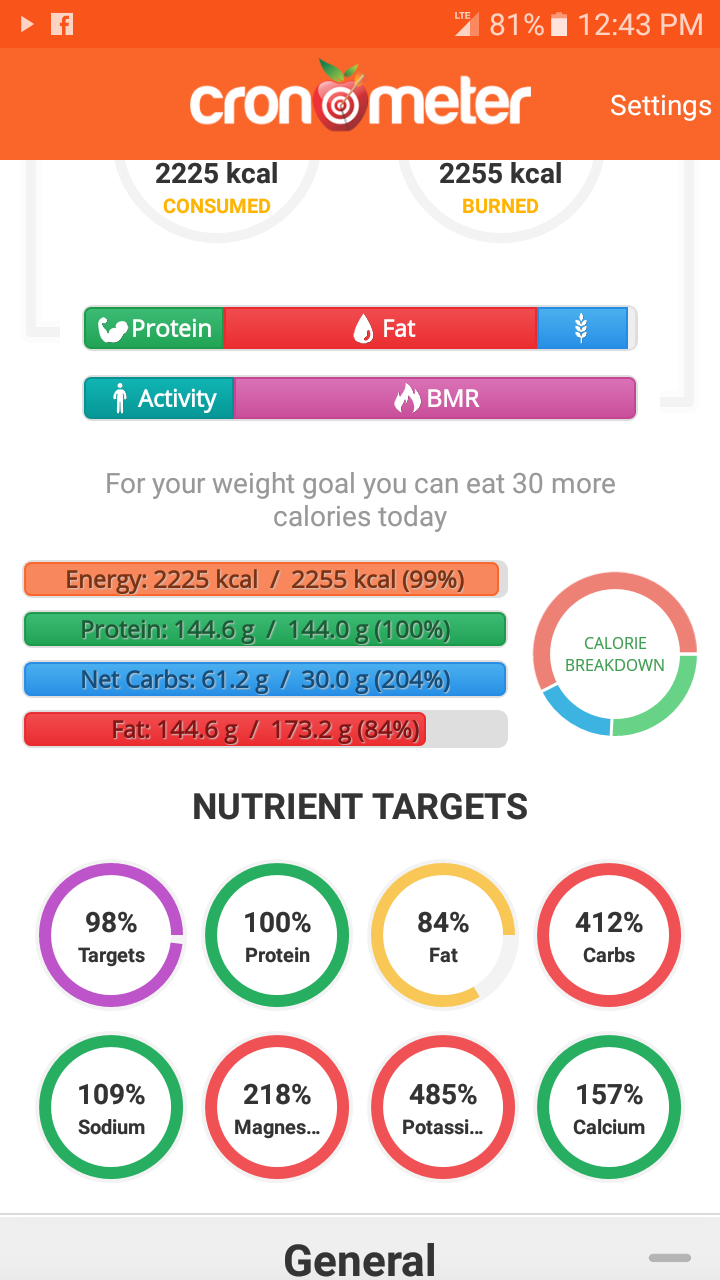 LTE 81% 12:43 PM
cronometer
Settings
2225 kcal 2255 kcal
CONSUMED BURNED
Protein Fat
Activity BMR
For your weight goal you can eat 30 more
calories today
Energy: 2225 kcal / 2255 kcal (99%)
Protein: 144.6 g / 144.0 g (100%)
Net Carbs: 61.2 g / 30.0 g (204%)
Fat: 144.6 g / 173.2 g (84%)
CALORIE
BREAKDOWN
NUTRIENT TARGETS
98% 100% 84% 412%
Targets Protein Fat Carbs
109% 218% 485% 157%
Sodium Magnes... Potassi... Calcium
General